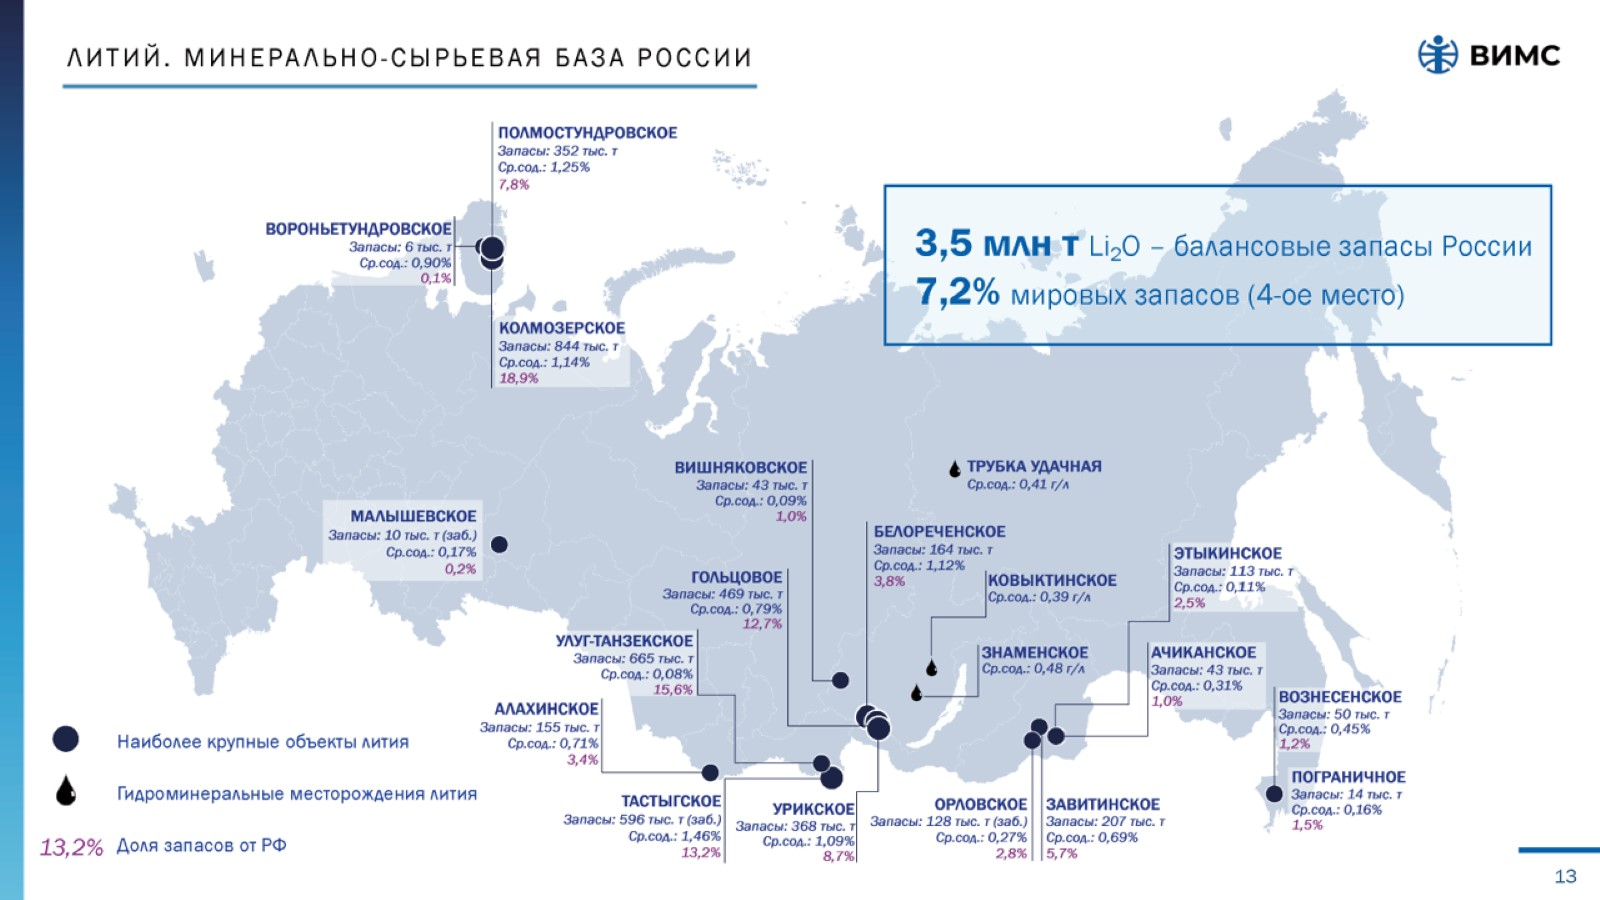 ЛИТИЙ. МИНЕРАЛЬНО-СЫРЬЕВАЯ БАЗА РОССИИ
ВИМС
ПОЛМОСТУНДРОВСКОЕ
Запасы: 352 тыс. т
Ср.сод.: 1,25%
7,8%
ВОРОНЬЕТУНДРОВСКОЕ
Запасы: 6 тыс. т
Ср.сод.: 0,90%
0,1%
3,5 млн т Li₂O – балансовые запасы России
7,2% мировых запасов (4-ое место)
КОЛМОЗЕРСКОЕ
Запасы: 844 тыс. т
Ср.сод.: 1,14%
18,9%
ВИШНЯКОВСКОЕ
Запасы: 43 тыс. т
Ср.сод.: 0,09%
1,0%
ТРУБКА УДАЧНАЯ
Ср.сод.: 0,41 г/л
МАЛЫШЕВСКОЕ
Запасы: 10 тыс. т (заб.)
Ср.сод.: 0,17%
0,2%
БЕЛОРЕЧЕНСКОЕ
Запасы: 164 тыс. т
Ср.сод.: 1,12%
3,8%
ЭТЫКИНСКОЕ
Запасы: 113 тыс. т
Ср.сод.: 0,11%
2,5%
ГОЛЬЦОВОЕ
Запасы: 469 тыс. т
Ср.сод.: 0,79%
12,7%
КОВЫКТИНСКОЕ
Ср.сод.: 0,39 г/л
УЛУГ-ТАНЗЕКСКОЕ
Запасы: 665 тыс. т
Ср.сод.: 0,08%
15,6%
ЗНАМЕНСКОЕ
Ср.сод.: 0,48 г/л
АЧИКАНСКОЕ
Запасы: 43 тыс. т
Ср.сод.: 0,31%
1,0%
ВОЗНЕСЕНСКОЕ
Запасы: 50 тыс. т
Ср.сод.: 0,45%
1,2%
АЛАХИНСКОЕ
Запасы: 155 тыс. т
Ср.сод.: 0,71%
3,4%
ПОГРАНИЧНОЕ
Запасы: 14 тыс. т
Ср.сод.: 0,16%
1,5%
ТАСТЫГСКОЕ
Запасы: 596 тыс. т (заб.)
Ср.сод.: 1,46%
13,2%
УРИКСКОЕ
Запасы: 368 тыс. т
Ср.сод.: 1,09%
8,7%
ОРЛОВСКОЕ
Запасы: 128 тыс. т (заб.)
Ср.сод.: 0,27%
2,8%
ЗАВИТИНСКОЕ
Запасы: 207 тыс. т
Ср.сод.: 0,69%
5,7%
Наиболее крупные объекты лития
Гидроминеральные месторождения лития
13,2% Доля запасов от РФ
13